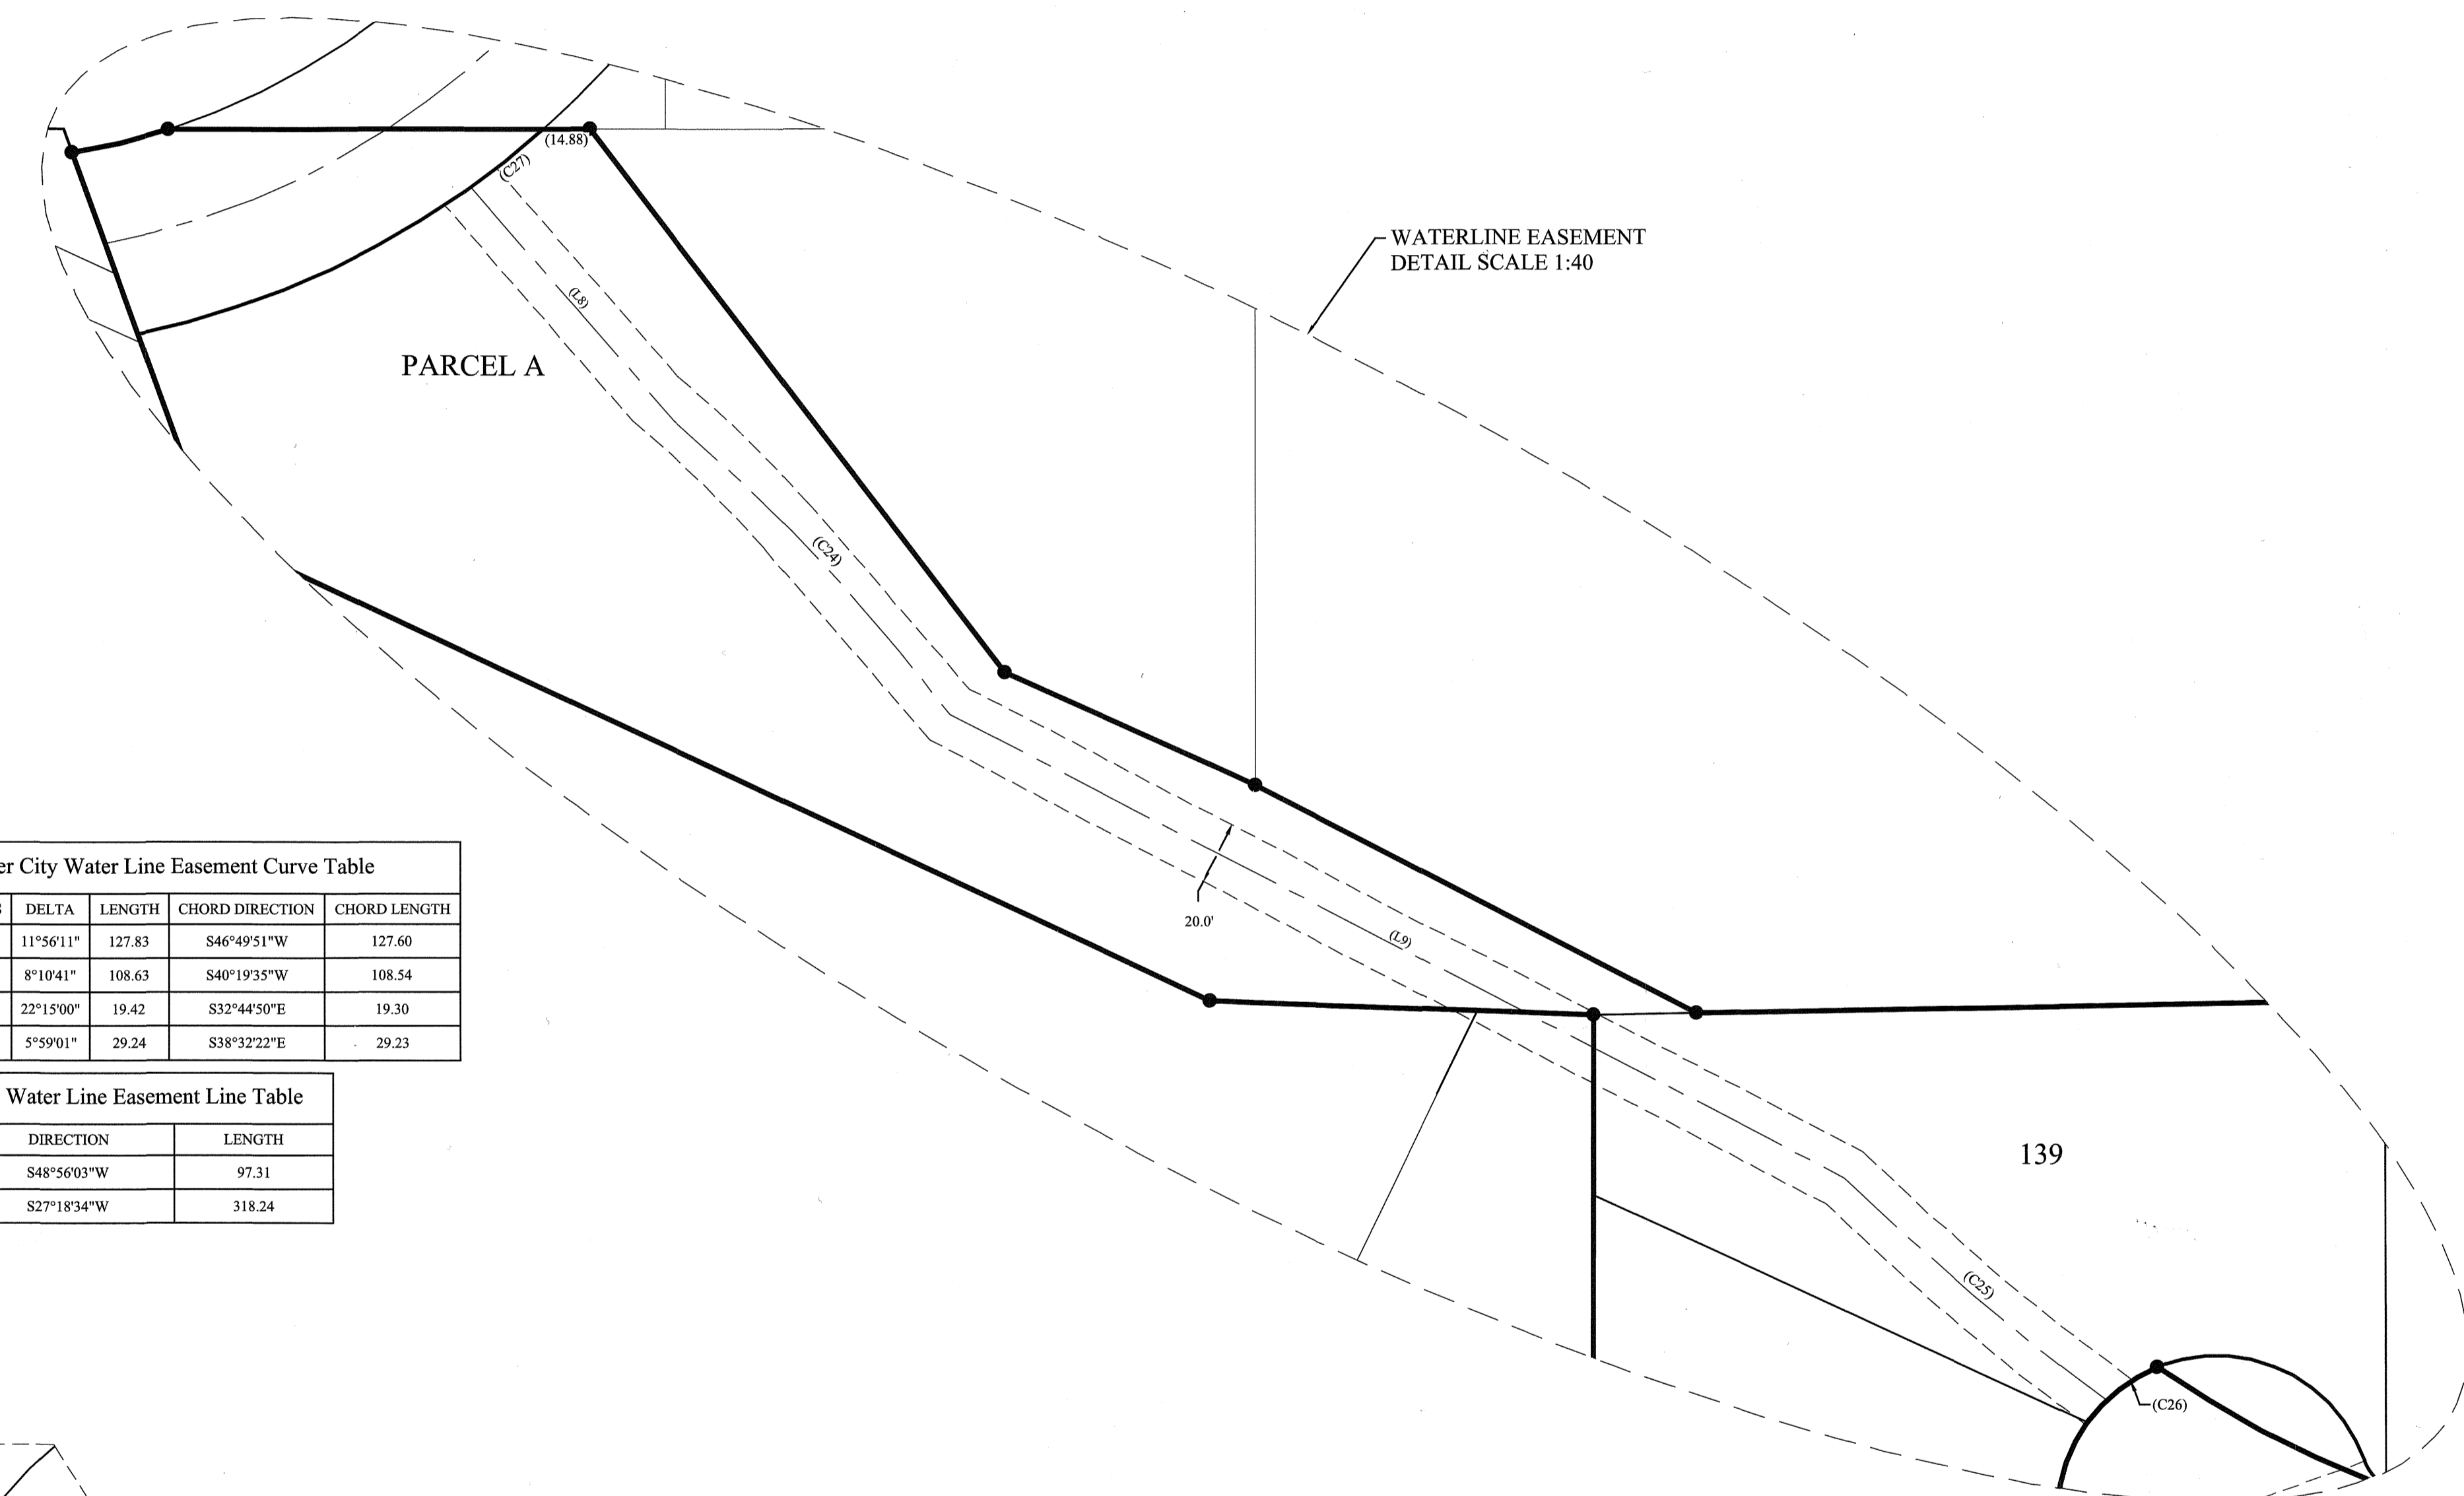 (14.88)
(C27)
WATERLINE EASEMENT
DETAIL SCALE 1:40
(L8)
PARCEL A
(C24)
20.0'
(L9)
139
(C25)
(C26)
er City Water Line Easement Curve Table
DELTA LENGTH CHORD DIRECTION CHORD LENGTH
11°56'11" 127.83 S46°49'51"W 127.60
8°10'41" 108.63 S40°19'35"W 108.54
22°15'00" 19.42 S32°44'50"E 19.30
5°59'01" 29.24 S38°32'22"E 29.23
Water Line Easement Line Table
DIRECTION LENGTH
S48°56'03"W 97.31
S27°18'34"W 318.24